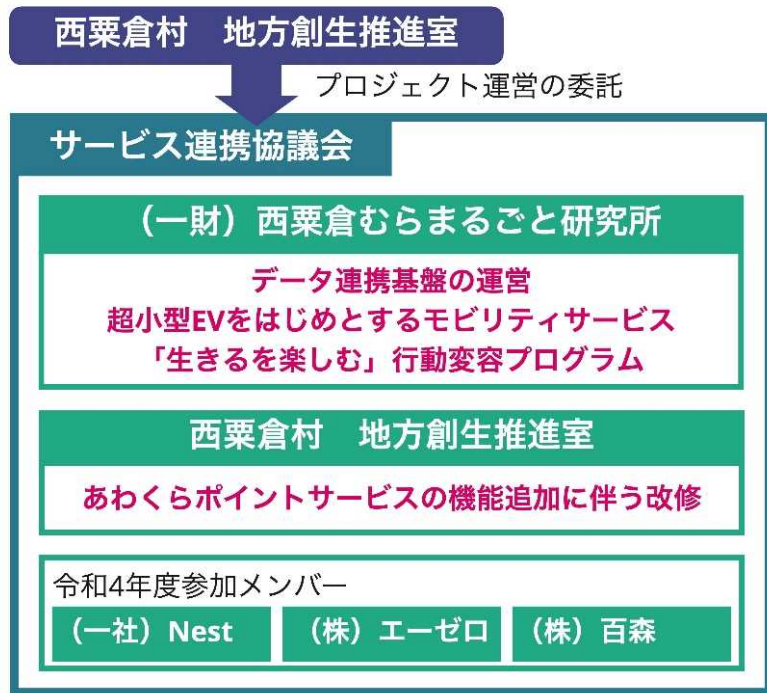 西粟倉村　地方創生推進室
プロジェクト運営の委託
サービス連携協議会
（一財）西粟倉むらまるごと研究所
データ連携基盤の運営
超小型EVをはじめとするモビリティサービス
「生きるを楽しむ」行動変容プログラム
西粟倉村　地方創生推進室
あわくらポイントサービスの機能追加に伴う改修
令和4年度参加メンバー
（一社）Nest
（株）エーゼロ
（株）百森